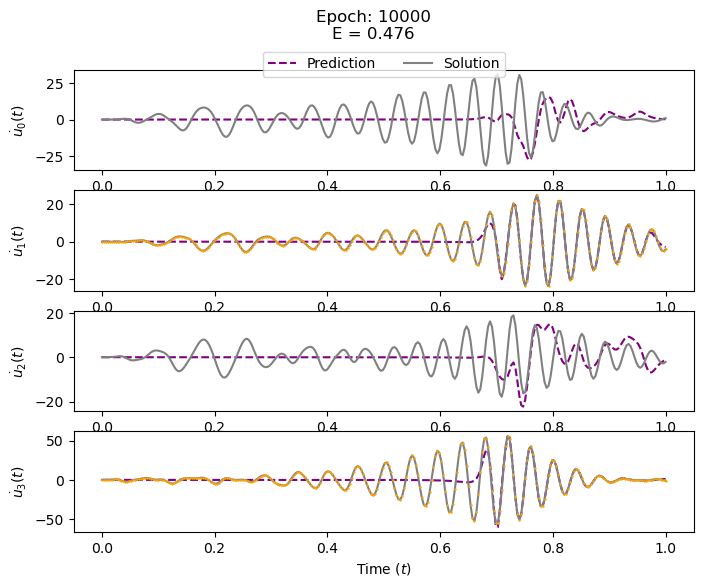 Epoch: 10000
E = 0.476
Prediction
Solution
25
0
−25
u̇₀(t)
0.0 0.2 0.4 0.6 0.8 1.0
20
0
−20
u̇₁(t)
0.0 0.2 0.4 0.6 0.8 1.0
20
0
−20
u̇₂(t)
0.0 0.2 0.4 0.6 0.8 1.0
50
0
−50
u̇₃(t)
0.0 0.2 0.4 0.6 0.8 1.0
Time (t)